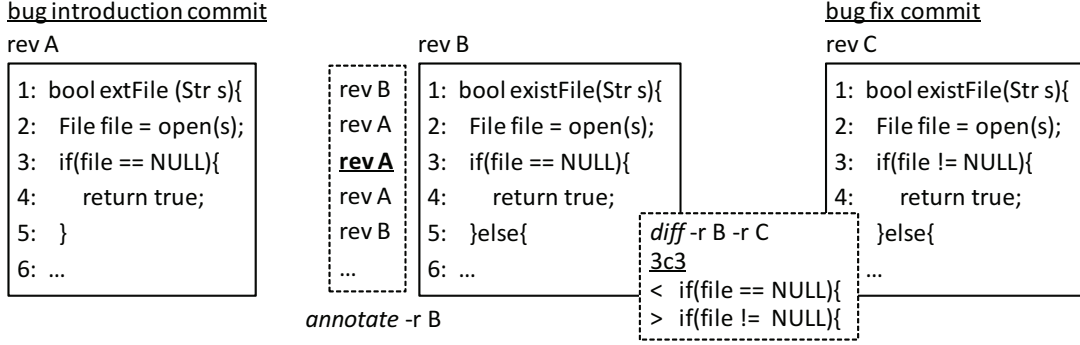 bug introduction commit
rev A
1: bool extFile (Str s){
2: File file = open(s);
3: if(file == NULL){
4: return true;
5: }
6: ...
rev B
rev A
rev A
rev A
rev B
...
annotate -r B
rev B
1: bool existFile(Str s){
2: File file = open(s);
3: if(file == NULL){
4: return true;
5: }else{
6: ...
diff -r B -r C
3c3
< if(file == NULL){
> if(file != NULL){
bug fix commit
rev C
1: bool existFile(Str s){
2: File file = open(s);
3: if(file != NULL){
4: return true;
}else{
...